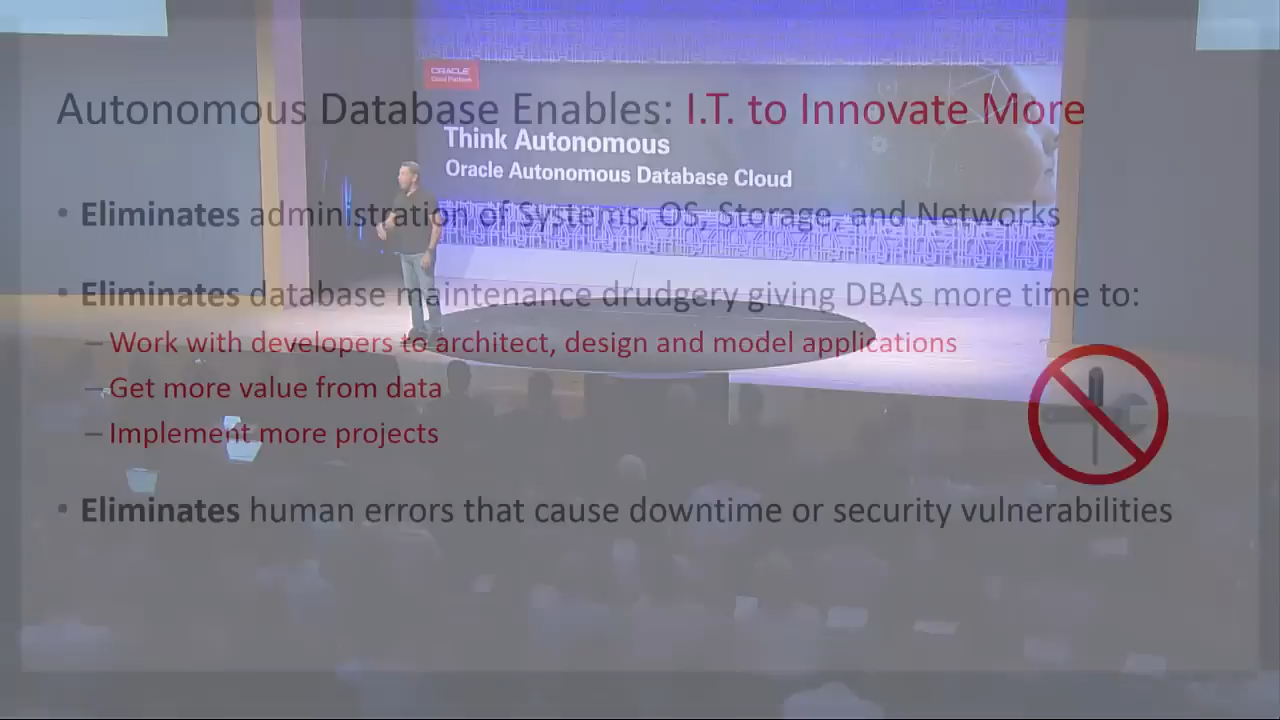 ORACLE
Cloud Platform
Autonomous Database Enables: I.T. to Innovate More
Think Autonomous
Oracle Autonomous Database Cloud
• Eliminates administration of Systems, OS, Storage, and Networks
• Eliminates database maintenance drudgery giving DBAs more time to:
– Work with developers to architect, design and model applications
– Get more value from data
– Implement more projects
• Eliminates human errors that cause downtime or security vulnerabilities